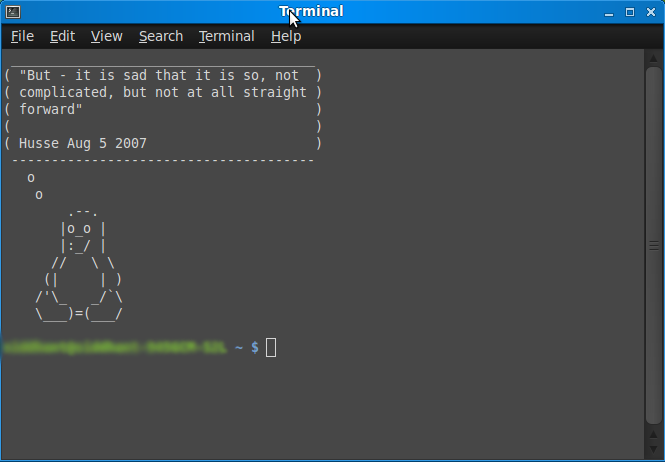 Terminal
File Edit View Search Terminal Help
 ______________________________________
( "But - it is sad that it is so, not  )
( complicated, but not at all straight )
( forward"                             )
(                                      )
( Husse Aug 5 2007                     )
 --------------------------------------
   o
    o
        .--.
       |o_o |
       |:_/ |
      //   \ \
     (|     | )
    /'\_   _/`\
    \___)=(___/
~ $